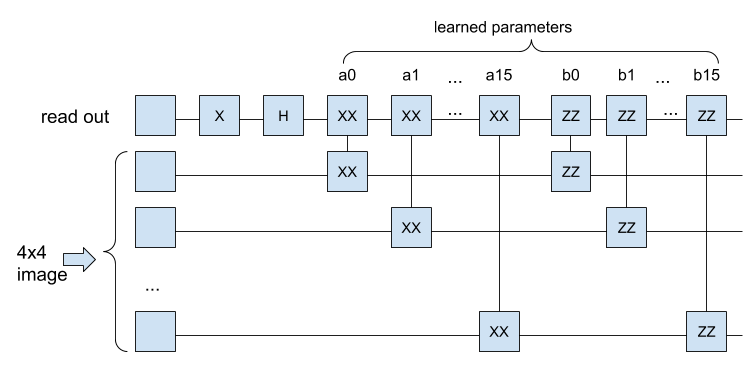 learned parameters
a0 a1 ... a15 b0 b1 ... b15
read out X H XX XX ... XX ZZ ZZ ... ZZ
XX ZZ
4x4
image
XX ZZ
...
XX ZZ